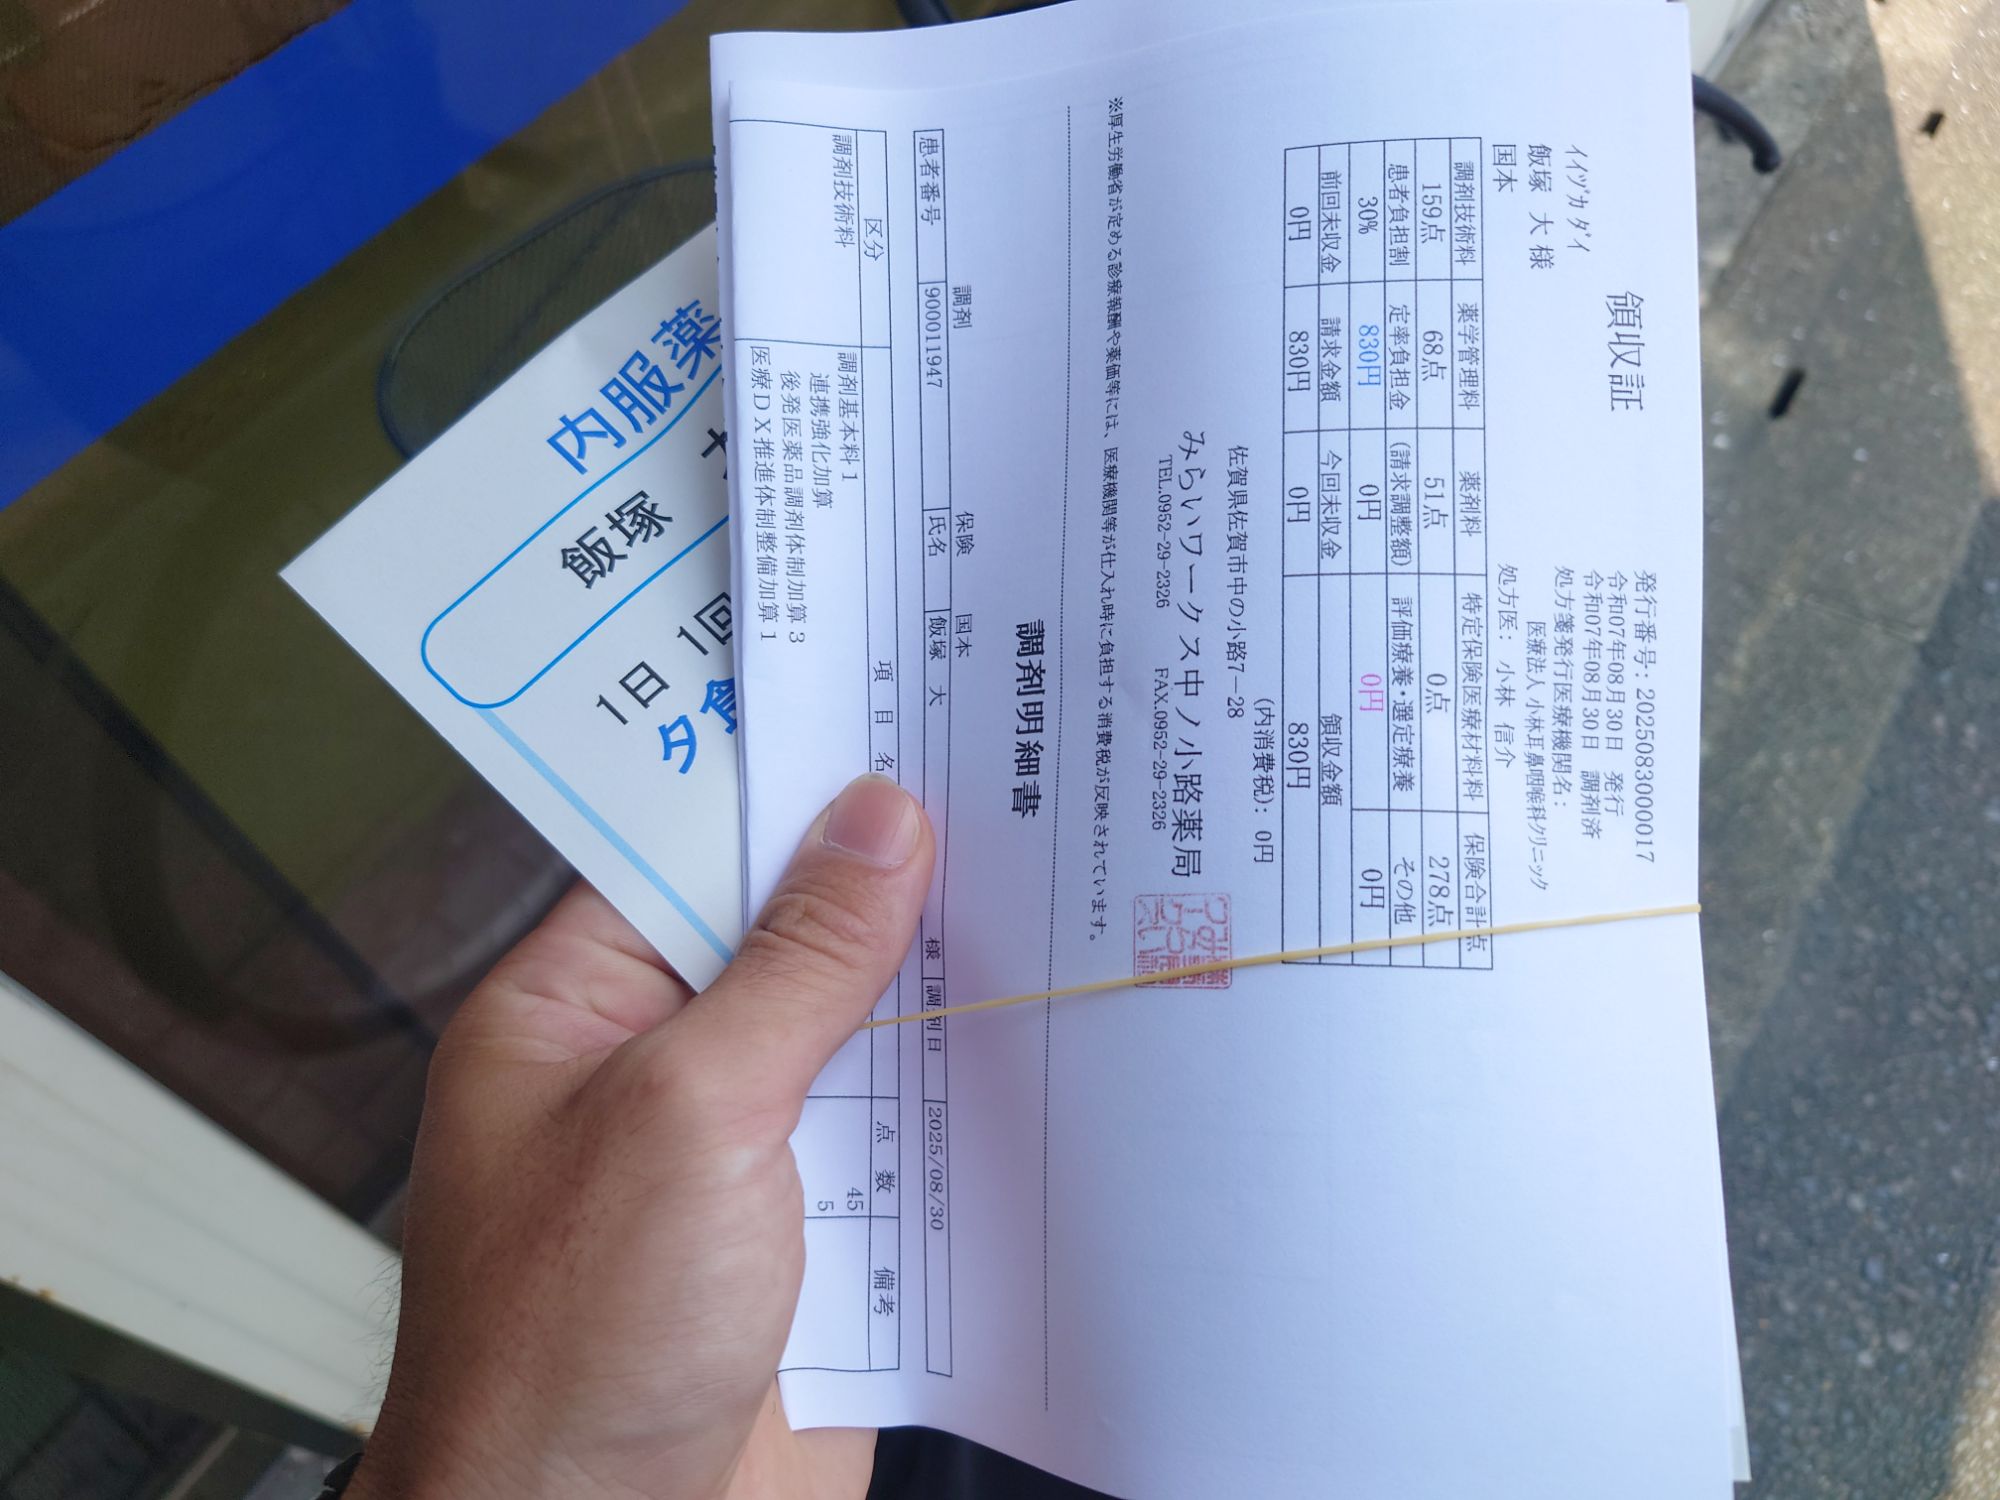 領収証
発行番号：20250830000017
令和07年08月30日 発行
令和07年08月30日 調剤済
ｲｲﾂﾞｶ ﾀﾞｲ
飯塚 大 様
国本
処方箋発行医療機関名：
医療法人小林耳鼻咽喉科クリニック
処方医： 小林 信介
調剤技術料 薬学管理料 薬剤料 特定保険医療材料料 保険合計点
159点 68点 51点 0点 278点
患者負担割 定率負担金 (請求調整額) 評価療養・選定療養 その他
30% 830円 0円 0円 0円
前回未収金 請求金額 今回未収金 領収金額
0円 830円 0円 830円
(内消費税)： 0円
佐賀県佐賀市中の小路7－28
みらいワークス中ノ小路薬局
TEL.0952-29-2326 FAX.0952-29-2326
※厚生労働省が定める診療報酬や薬価等には、医療機関等が仕入れ時に負担する消費税が反映されています。
調剤明細書
調剤 保険 国本
患者番号 900011947 氏名 飯塚 大 様 調剤日 2025/08/30
区分 項 目 名 点 数 備考
調剤技術料 調剤基本料１ 45
連携強化加算 5
後発医薬品調剤体制加算３
医療ＤＸ推進体制整備加算１
内服薬
飯塚
1日 1回
夕食